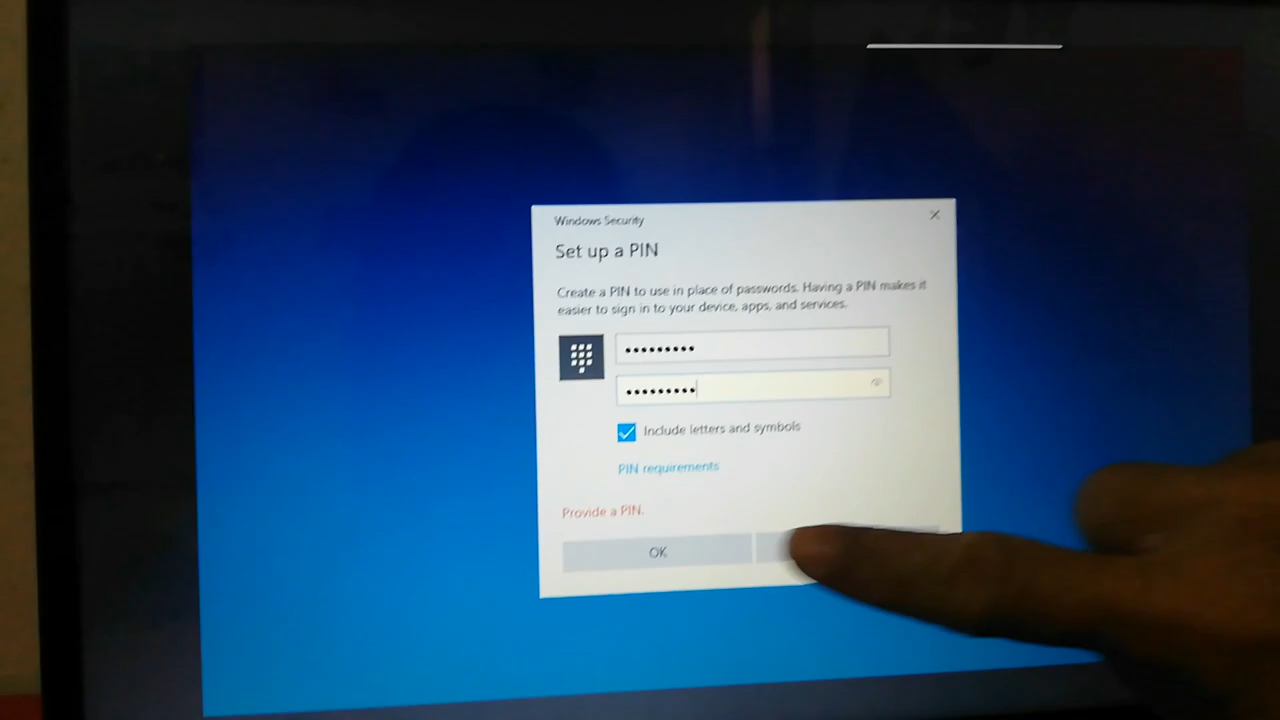 Windows Security
Set up a PIN
Create a PIN to use in place of passwords. Having a PIN makes it
easier to sign in to your device, apps, and services.
•••••••••
•••••••••
Include letters and symbols
PIN requirements
Provide a PIN.
OK